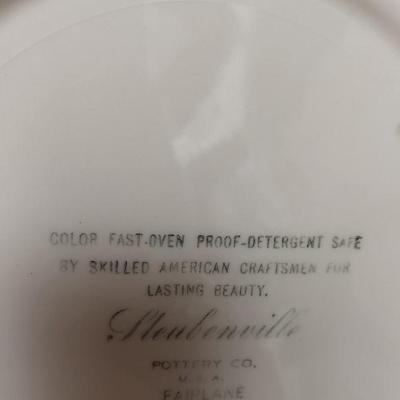 COLOR FAST-OVEN PROOF-DETERGENT SAFE
BY SKILLED AMERICAN CRAFTSMEN FOR
LASTING BEAUTY.
Steubenville
POTTERY CO.
U.S.A.
FAIRLANE